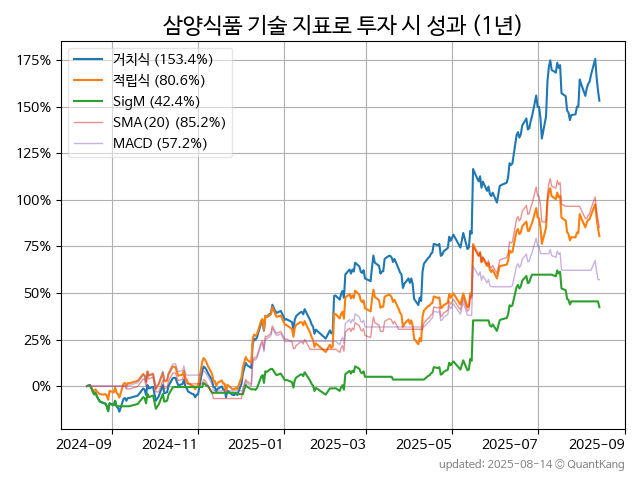 삼양식품 기술 지표로 투자 시 성과 (1년)
거치식 (153.4%)
적립식 (80.6%)
SigM (42.4%)
SMA(20) (85.2%)
MACD (57.2%)
175%
150%
125%
100%
75%
50%
25%
0%
2024-09 2024-11 2025-01 2025-03 2025-05 2025-07 2025-09
updated: 2025-08-14 © QuantKang